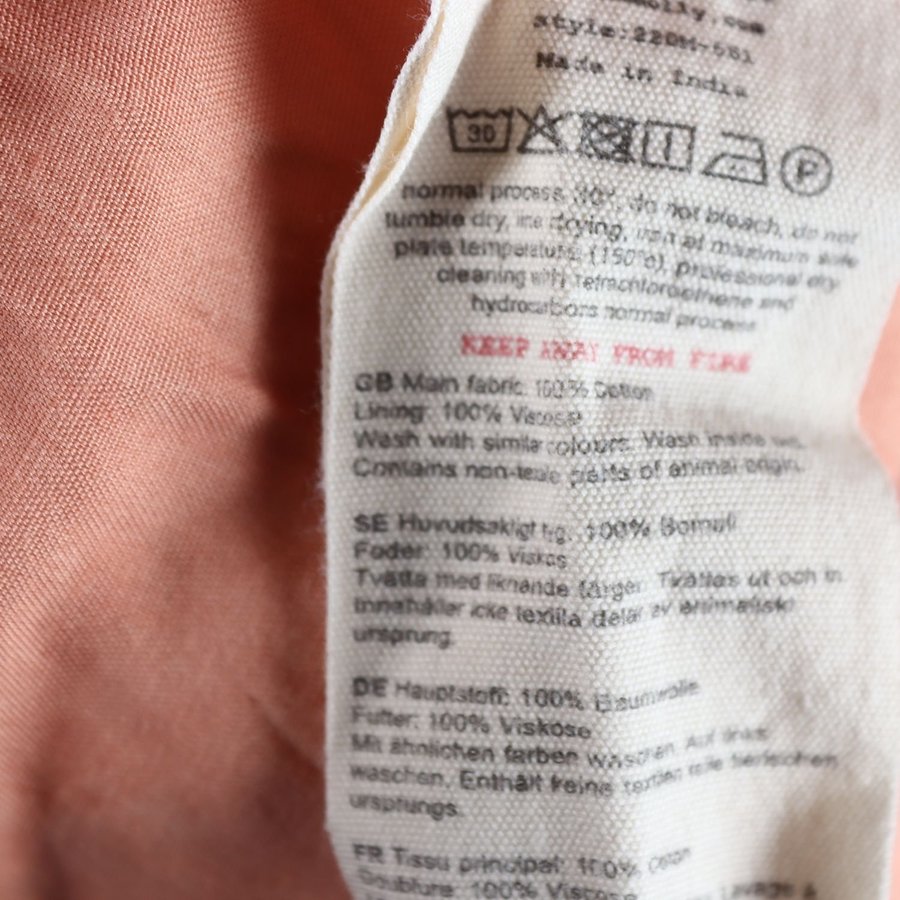 style:220M-581
Made in India
30
P
normal process 30°, do not bleach, do not
tumble dry, line drying, iron at maximum sole
plate temperature (150°c), professional dry
cleaning with tetrachloroethene and
hydrocarbors normal process
KEEP AWAY FROM FIRE
GB Main fabric: 100% Cotton
Lining: 100% Viscose
Wash with similar colours. Wash inside
Contains non-textile parts of animal origin.
SE Huvudsakligt tyg: 100% Bomull
Foder: 100% Viskos
Tvätta med liknande färger. Tvättas ut och in
Innehåller icke textila delar av animaliskt
ursprung.
DE Hauptstoff: 100% Baumwolle
Futter: 100% Viskose
Mit ähnlichen farben waschen. Auf links
waschen. Enthält keine textilen teile tierischen
ursprungs.
FR Tissu principal: 100% Coton
Doublure: 100% Viscose